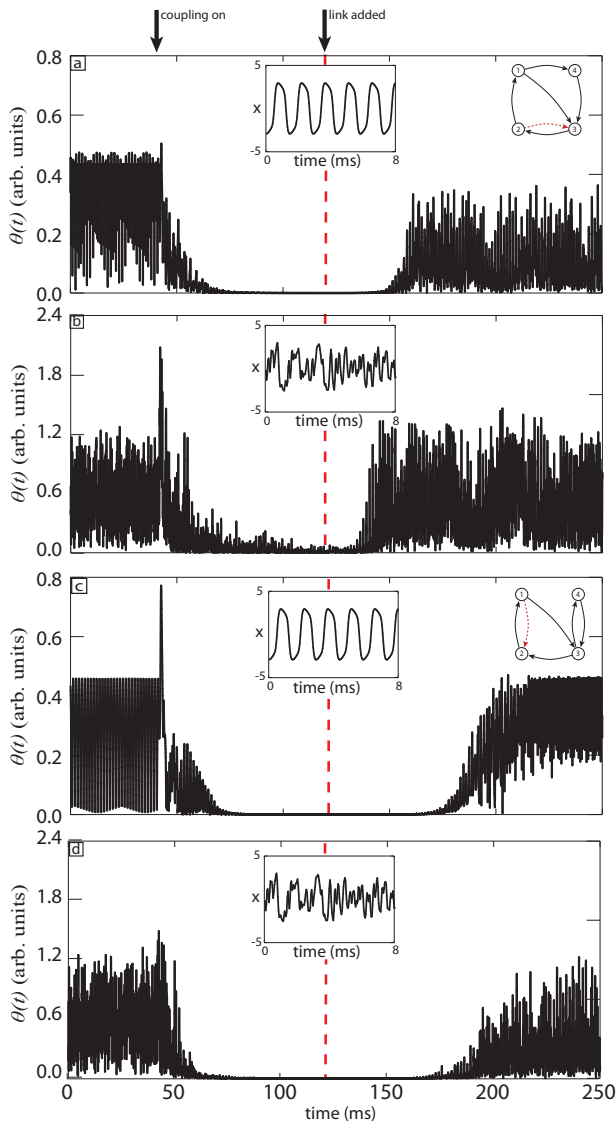 coupling on
link added
a
0.8
0.6
0.4
0.2
0.0
θ(t) (arb. units)
5
x
-5
0
time (ms)
8
1
4
2
3
b
2.4
1.8
1.2
0.6
0.0
θ(t) (arb. units)
5
x
-5
0
time (ms)
8
c
0.8
0.6
0.4
0.2
0.0
θ(t) (arb. units)
5
x
-5
0
time (ms)
8
1
4
2
3
d
2.4
1.8
1.2
0.6
0.0
θ(t) (arb. units)
5
x
-5
0
time (ms)
8
0
50
100
150
200
250
time (ms)